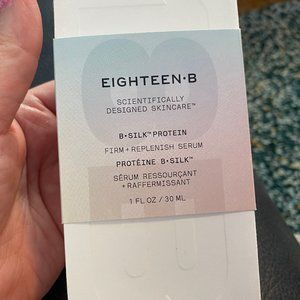 EIGHTEEN·B
SCIENTIFICALLY
DESIGNED SKINCARE™
B·SILK™ PROTEIN
FIRM + REPLENISH SERUM
PROTÉINE B·SILK™
SÉRUM RESSOURÇANT
+ RAFFERMISSANT
1 FL OZ / 30 ML